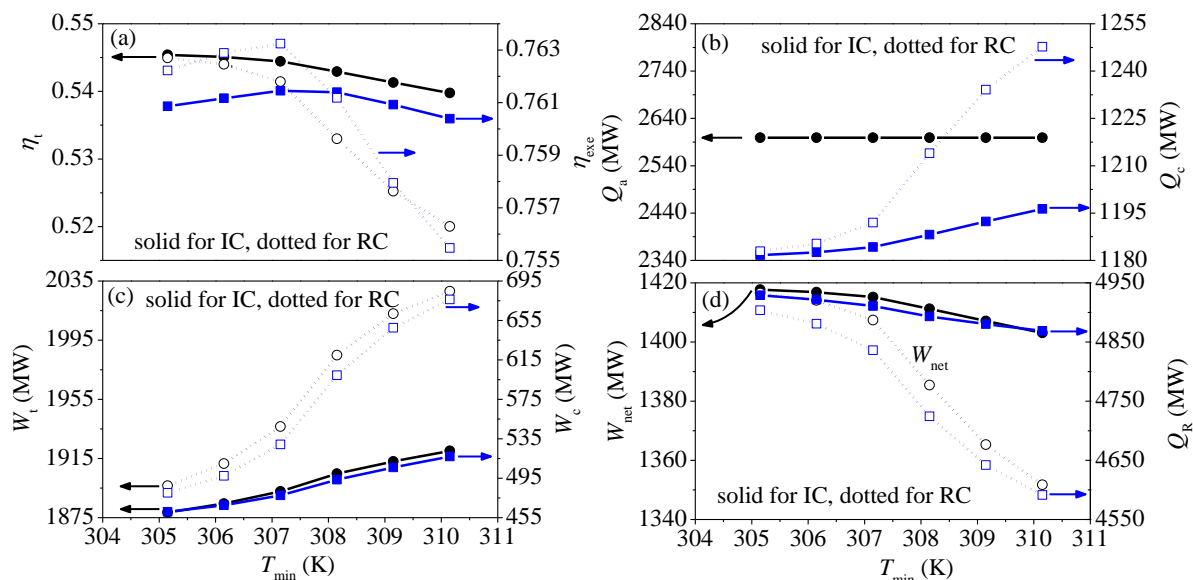 (a)
0.55
0.54
0.53
0.52
η_t
0.763
0.761
0.759
0.757
0.755
η_exe
solid for IC, dotted for RC
(b)
solid for IC, dotted for RC
2840
2740
2640
2540
2440
2340
Q_a (MW)
1255
1240
1225
1210
1195
1180
Q_c (MW)
(c)
solid for IC, dotted for RC
2035
1995
1955
1915
1875
W_t (MW)
695
655
615
575
535
495
455
W_c (MW)
304 305 306 307 308 309 310 311
T_min (K)
(d)
W_net
solid for IC, dotted for RC
1420
1400
1380
1360
1340
W_net (MW)
4950
4850
4750
4650
4550
Q_R (MW)
304 305 306 307 308 309 310 311
T_min (K)